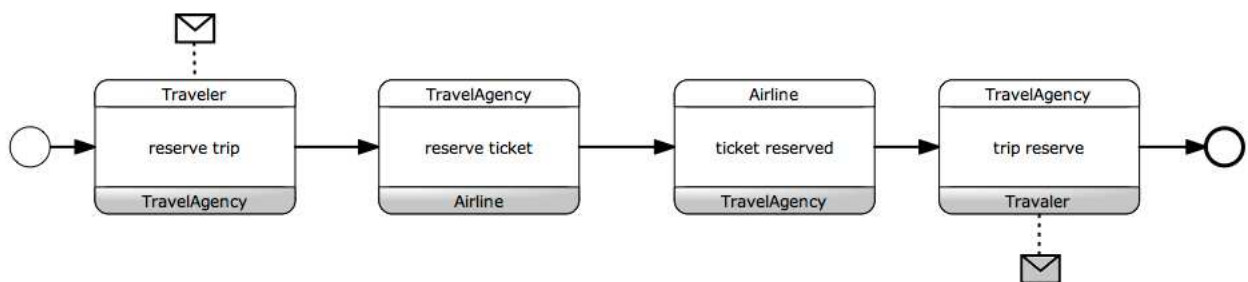 Traveler
reserve trip
TravelAgency
TravelAgency
reserve ticket
Airline
Airline
ticket reserved
TravelAgency
TravelAgency
trip reserve
Travaler